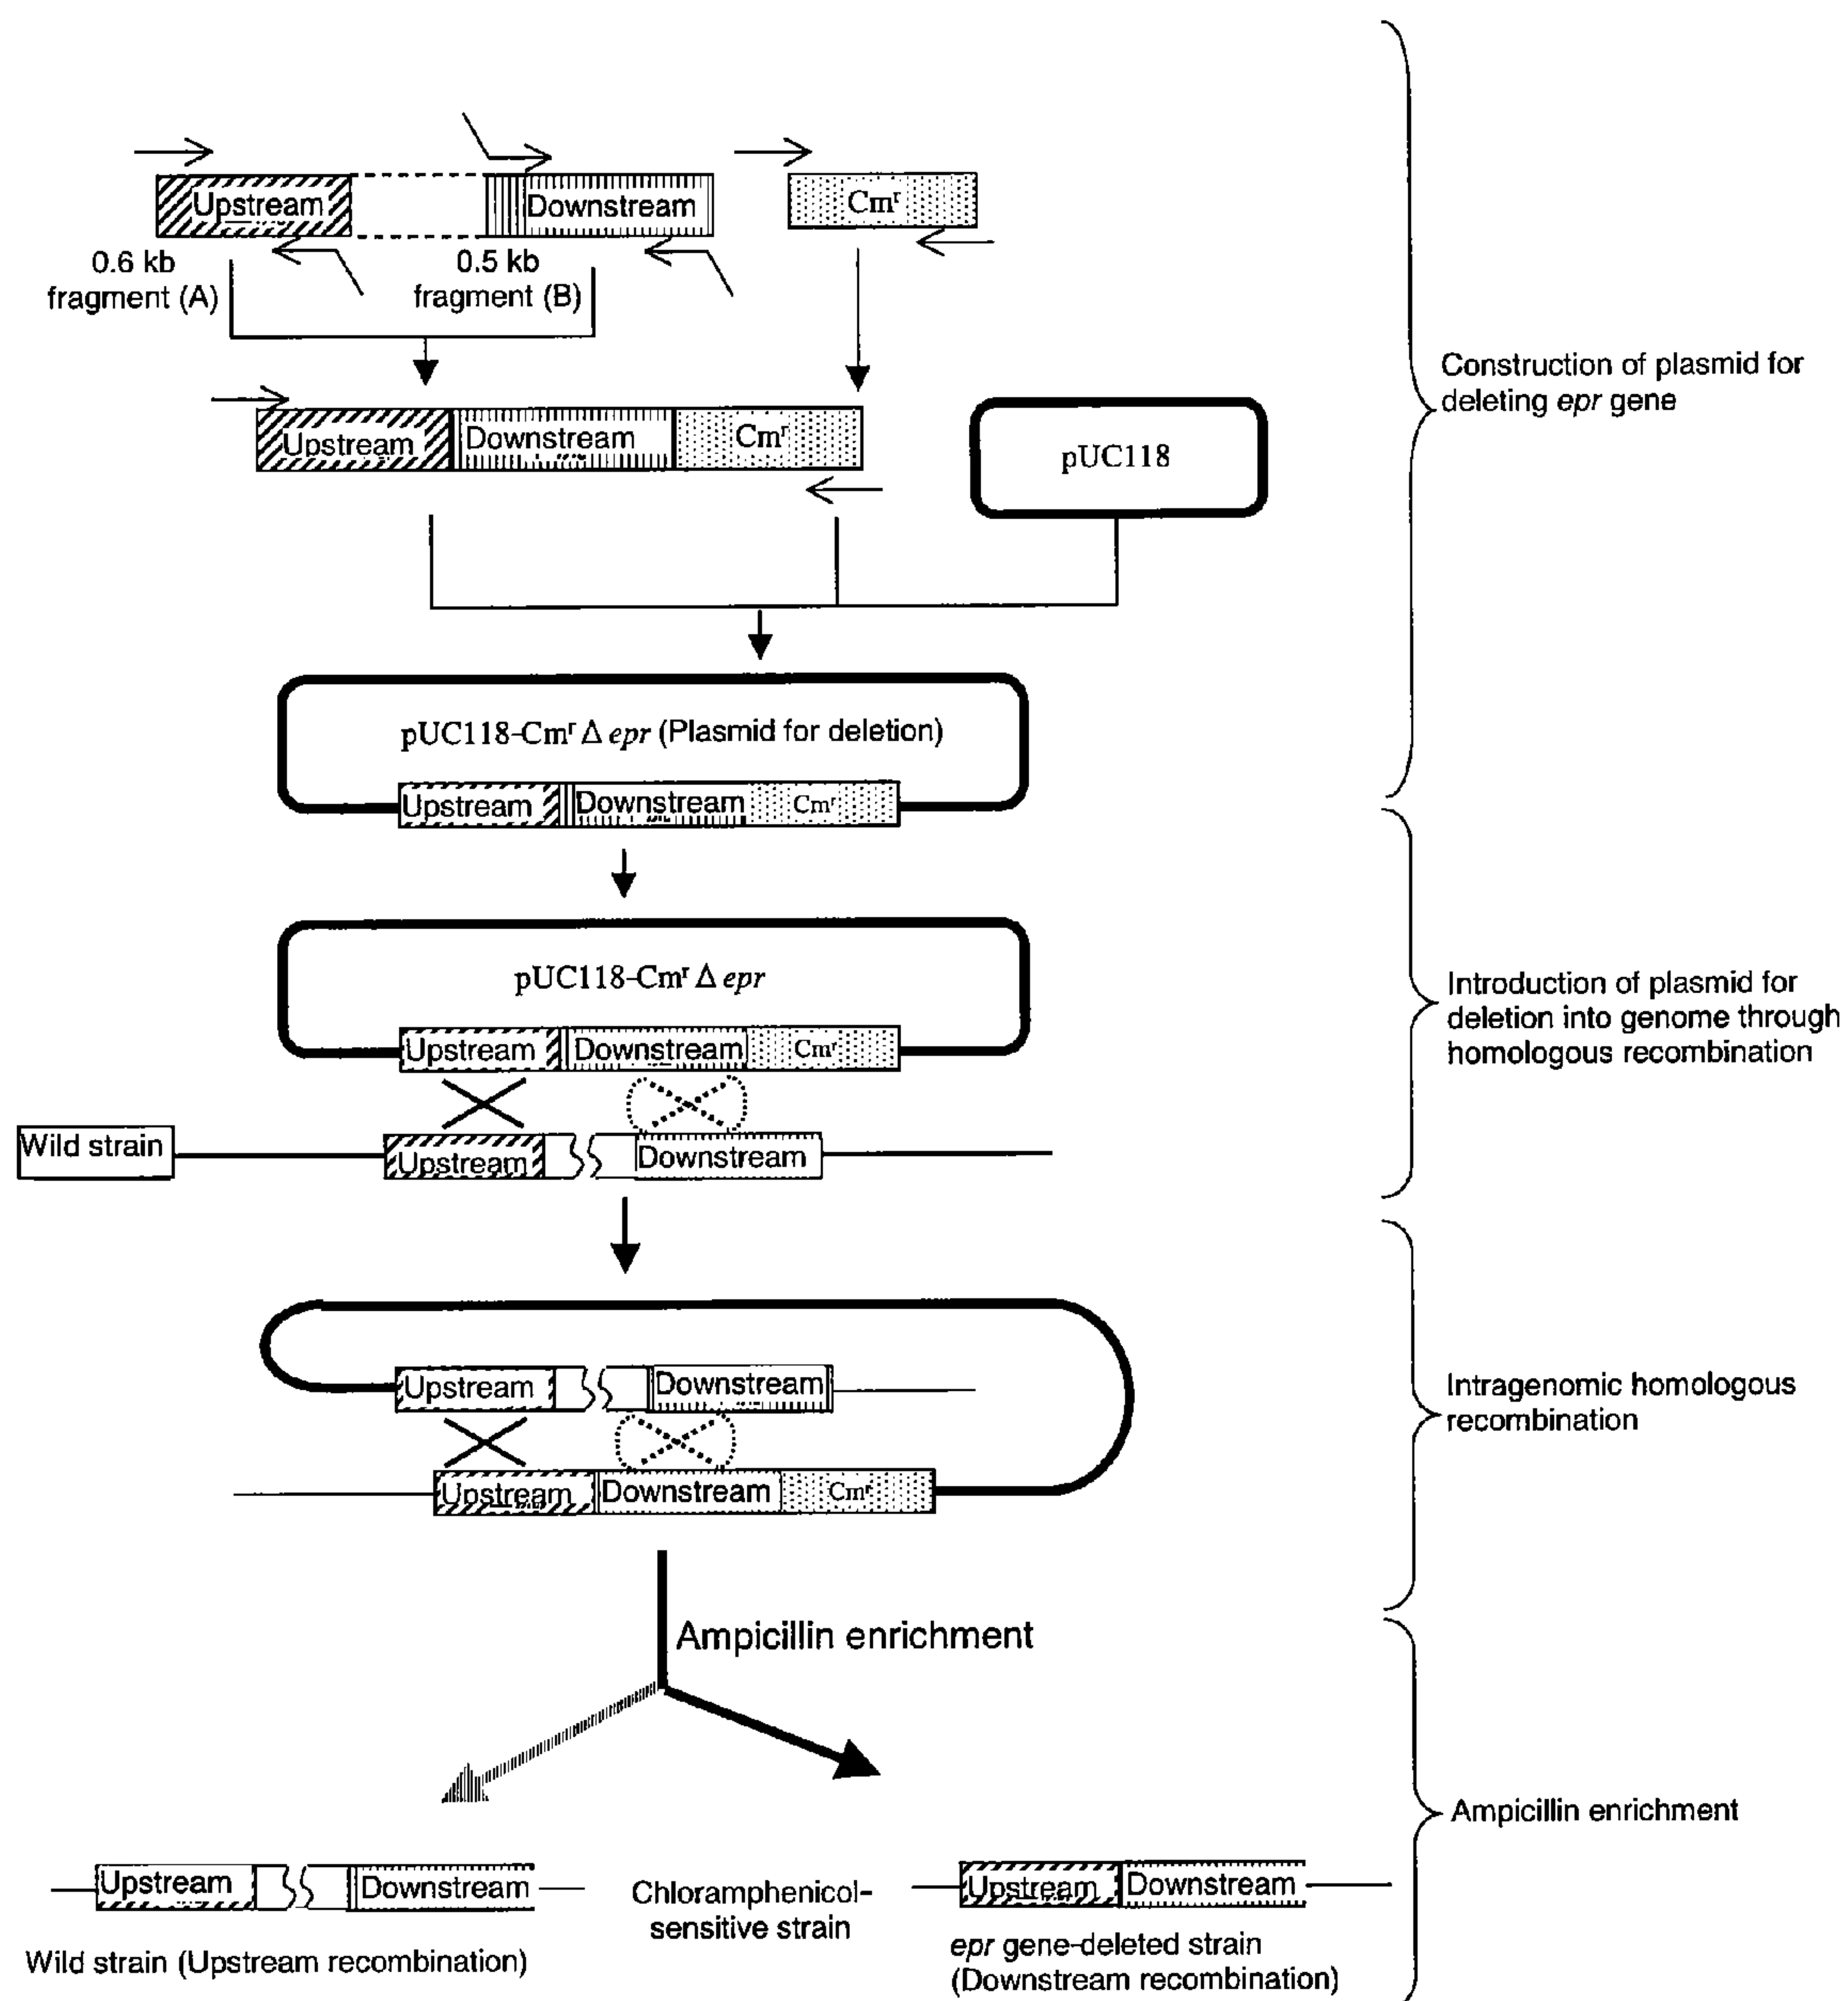 Upstream
Downstream
Cmʳ
0.6 kb
fragment (A)
0.5 kb
fragment (B)
Construction of plasmid for
deleting epr gene
Upstream
Downstream
Cmʳ
pUC118
pUC118-Cmʳ Δ epr (Plasmid for deletion)
Upstream
Downstream
Cmʳ
pUC118-Cmʳ Δ epr
Introduction of plasmid for
deletion into genome through
homologous recombination
Upstream
Downstream
Cmʳ
Wild strain
Upstream
Downstream
Upstream
Downstream
Intragenomic homologous
recombination
Upstream
Downstream
Cmʳ
Ampicillin enrichment
Ampicillin enrichment
Upstream
Downstream
Chloramphenicol-
sensitive strain
Upstream
Downstream
Wild strain (Upstream recombination)
epr gene-deleted strain
(Downstream recombination)